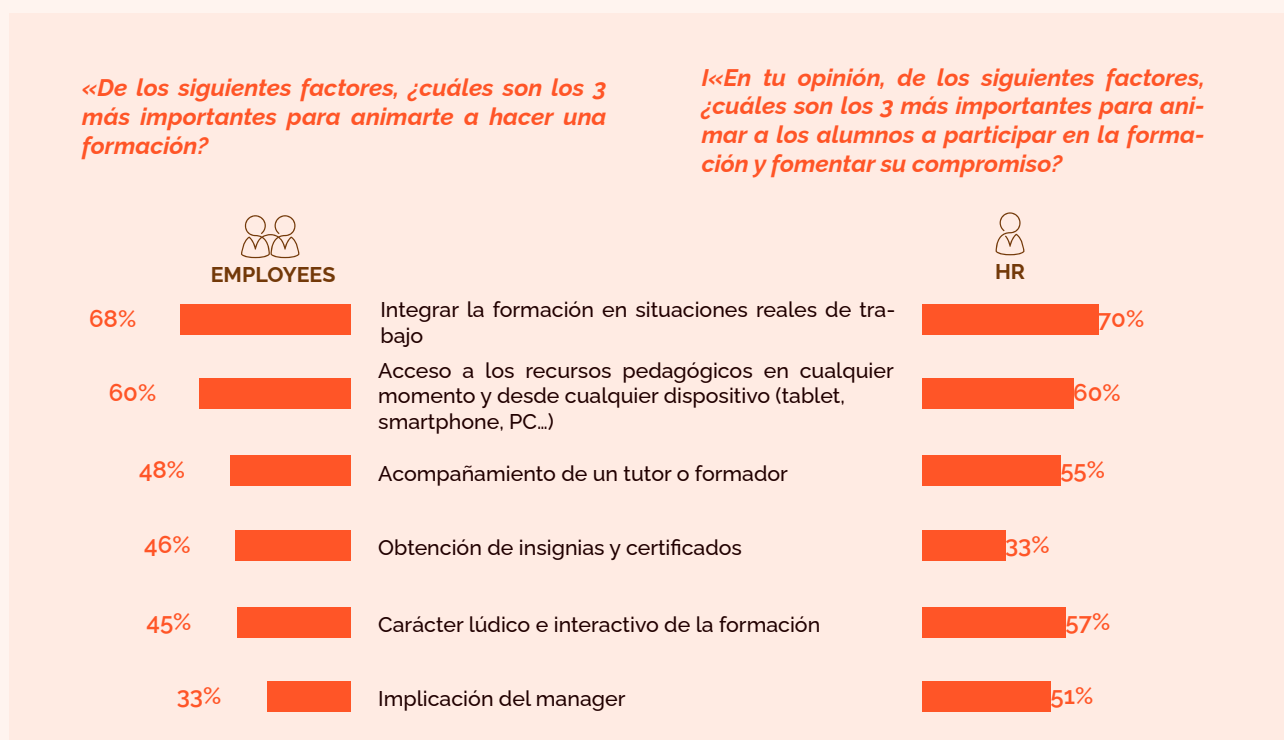 «De los siguientes factores, ¿cuáles son los 3
más importantes para animarte a hacer una
formación?
I«En tu opinión, de los siguientes factores,
¿cuáles son los 3 más importantes para ani-
mar a los alumnos a participar en la forma-
ción y fomentar su compromiso?
EMPLOYEES
HR
68%
Integrar la formación en situaciones reales de tra-
bajo
70%
60%
Acceso a los recursos pedagógicos en cualquier
momento y desde cualquier dispositivo (tablet,
smartphone, PC…)
60%
48%
Acompañamiento de un tutor o formador
55%
46%
Obtención de insignias y certificados
33%
45%
Carácter lúdico e interactivo de la formación
57%
33%
Implicación del manager
51%